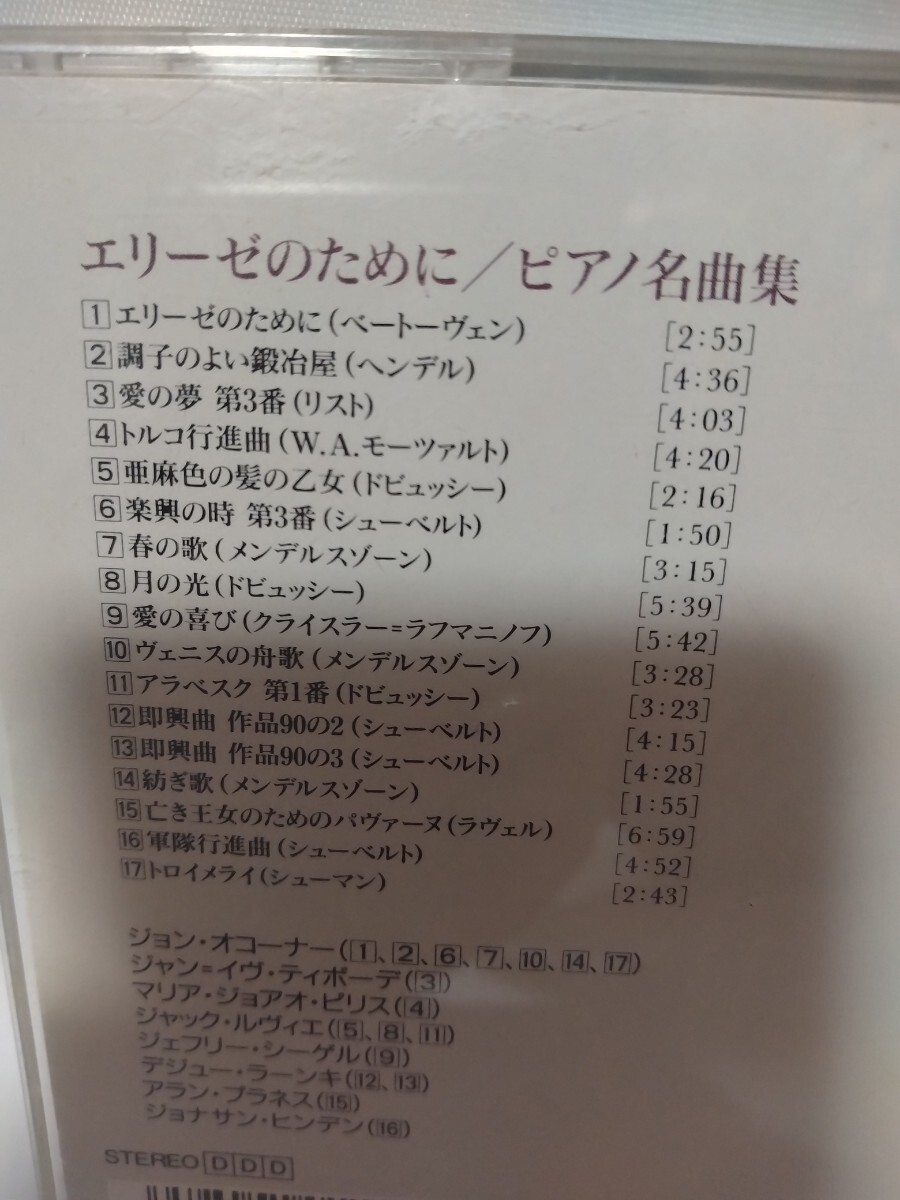 エリーゼのために／ピアノ名曲集
1 エリーゼのために(ベートーヴェン) [2:55]
2 調子のよい鍛冶屋(ヘンデル) [4:36]
3 愛の夢 第3番(リスト) [4:03]
4 トルコ行進曲(W.A.モーツァルト) [4:20]
5 亜麻色の髪の乙女(ドビュッシー) [2:16]
6 楽興の時 第3番(シューベルト) [1:50]
7 春の歌(メンデルスゾーン) [3:15]
8 月の光(ドビュッシー) [5:39]
9 愛の喜び(クライスラー=ラフマニノフ) [5:42]
10 ヴェニスの舟歌(メンデルスゾーン) [3:28]
11 アラベスク 第1番(ドビュッシー) [3:23]
12 即興曲 作品90の2(シューベルト) [4:15]
13 即興曲 作品90の3(シューベルト) [4:28]
14 紡ぎ歌(メンデルスゾーン) [1:55]
15 亡き王女のためのパヴァーヌ(ラヴェル) [6:59]
16 軍隊行進曲(シューベルト) [4:52]
17 トロイメライ(シューマン) [2:43]
ジョン・オコーナー(1、2、6、7、10、14、17)
ジャン=イヴ・ティボーデ(3)
マリア・ジョアオ・ピリス(4)
ジャック・ルヴィエ(5、8、11)
ジェフリー・シーゲル(9)
デジュー・ラーンキ(12、13)
アラン・プラネス(15)
ジョナサン・ヒンデン(16)
STEREO D D D